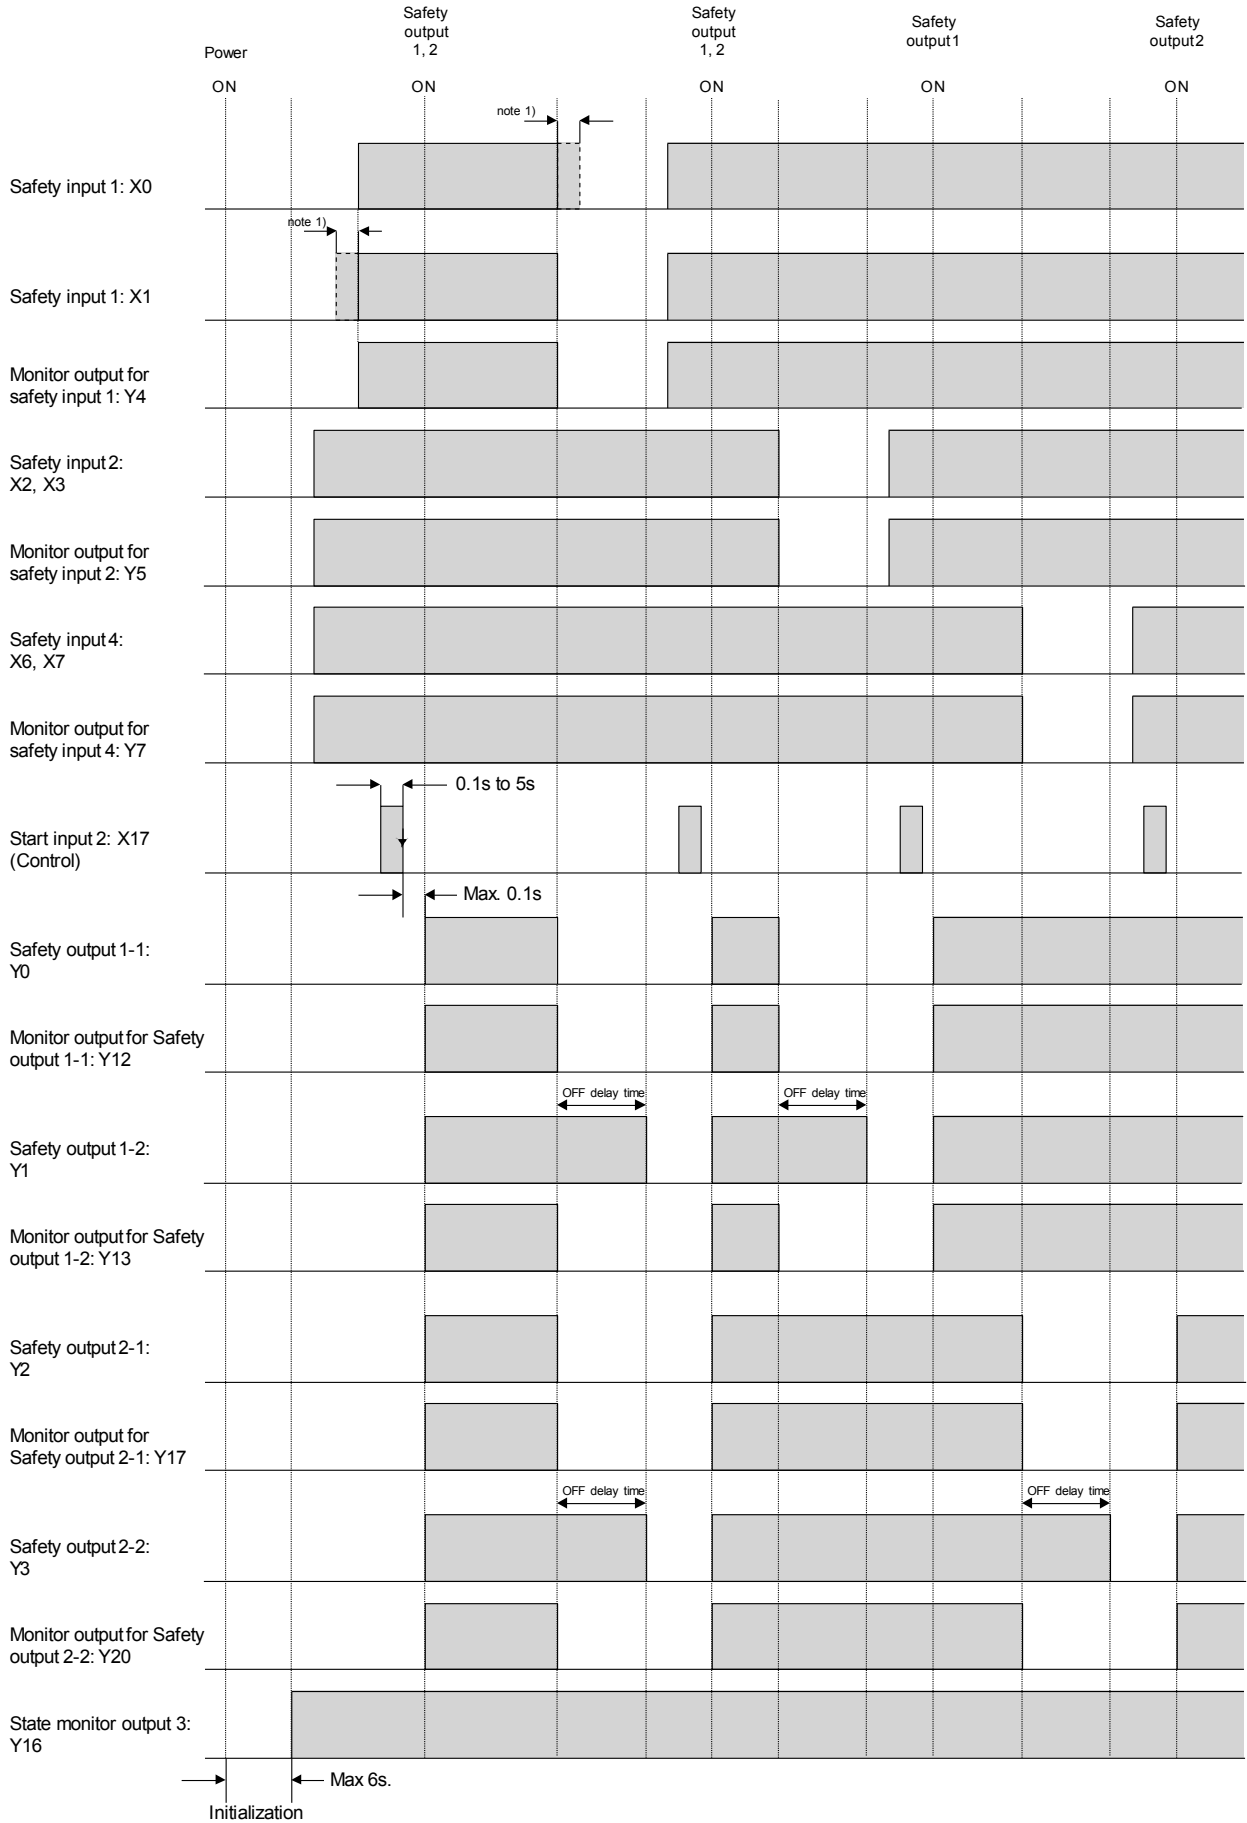 Safety
output
1, 2
Safety
output
1, 2
Safety
output1
Safety
output2
Power
ON
ON
ON
ON
ON
note 1)
Safety input 1: X0
note 1)
Safety input 1: X1
Monitor output for
safety input 1: Y4
Safety input 2:
X2, X3
Monitor output for
safety input 2: Y5
Safety input 4:
X6, X7
Monitor output for
safety input 4: Y7
0.1s to 5s
Start input 2: X17
(Control)
Max. 0.1s
Safety output 1-1:
Y0
Monitor output for Safety
output 1-1: Y12
OFF delay time
OFF delay time
Safety output 1-2:
Y1
Monitor output for Safety
output 1-2: Y13
Safety output 2-1:
Y2
Monitor output for
Safety output 2-1: Y17
OFF delay time
OFF delay time
Safety output 2-2:
Y3
Monitor output for Safety
output 2-2: Y20
State monitor output 3:
Y16
Max 6s.
Initialization